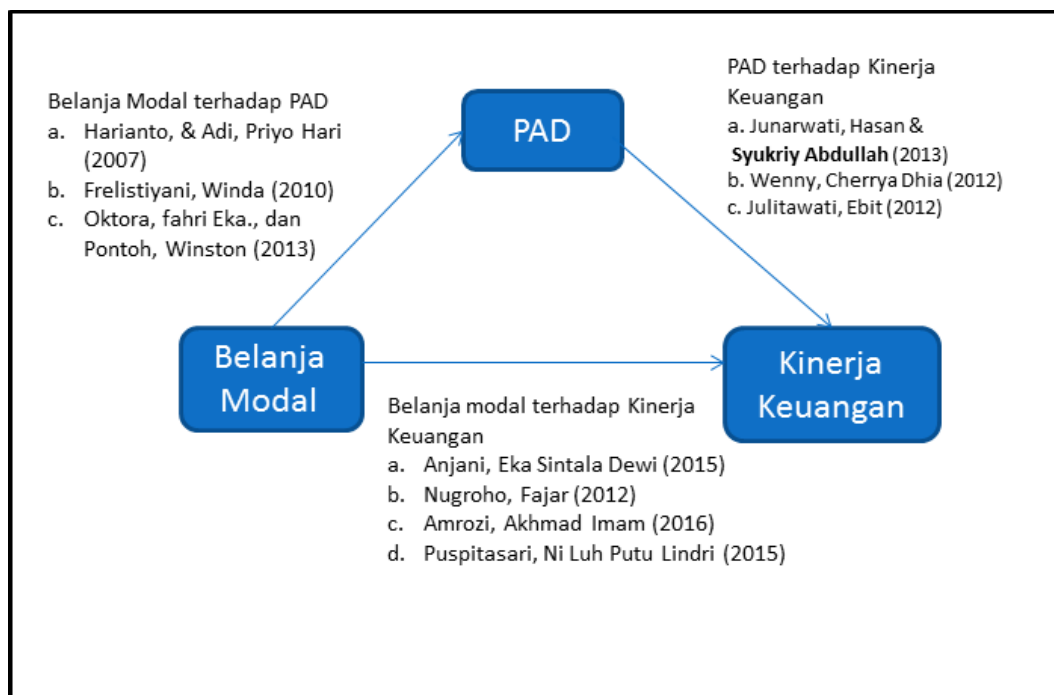 Belanja Modal terhadap PAD
a. Harianto, & Adi, Priyo Hari
(2007)
b. Frelistiyani, Winda (2010)
c. Oktora, fahri Eka., dan
Pontoh, Winston (2013)
PAD
PAD terhadap Kinerja
Keuangan
a. Junarwati, Hasan &
Syukriy Abdullah (2013)
b. Wenny, Cherrya Dhia (2012)
c. Julitawati, Ebit (2012)
Belanja
Modal
Kinerja
Keuangan
Belanja modal terhadap Kinerja
Keuangan
a. Anjani, Eka Sintala Dewi (2015)
b. Nugroho, Fajar (2012)
c. Amrozi, Akhmad Imam (2016)
d. Puspitasari, Ni Luh Putu Lindri (2015)